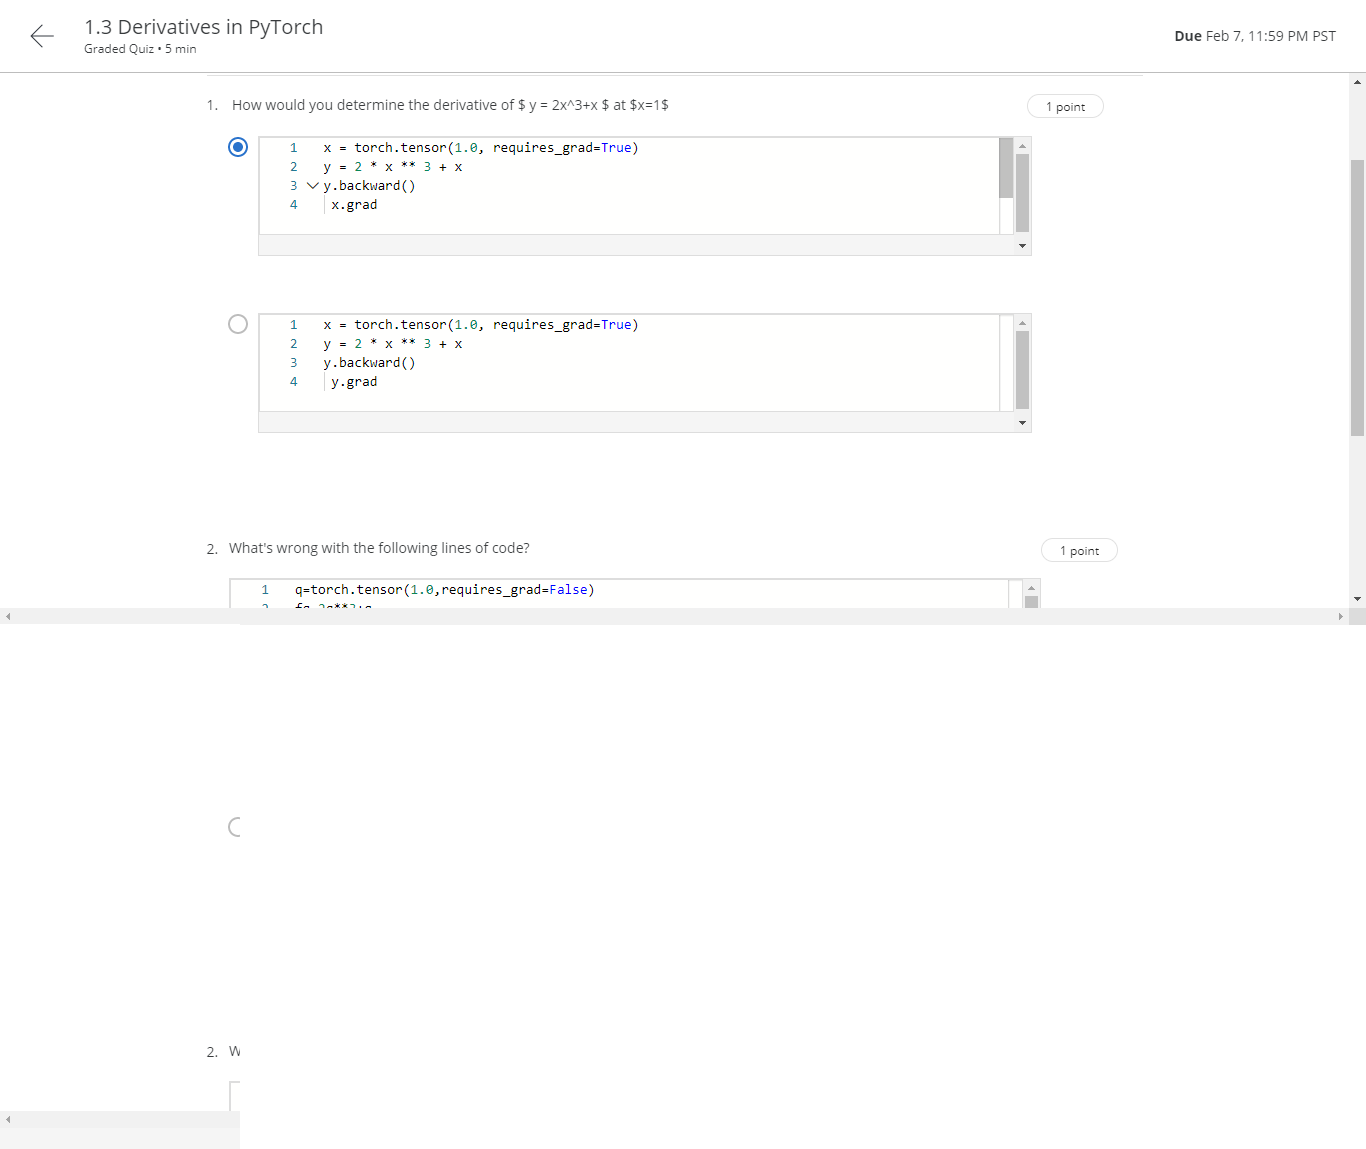 1.3 Derivatives in PyTorch
Graded Quiz • 5 min
Due Feb 7, 11:59 PM PST
1. How would you determine the derivative of $ y = 2x^3+x $ at $x=1$
1 point
1 x = torch.tensor(1.0, requires_grad=True)
2 y = 2 * x ** 3 + x
3 y.backward()
4 x.grad
1 x = torch.tensor(1.0, requires_grad=True)
2 y = 2 * x ** 3 + x
3 y.backward()
4 y.grad
2. What's wrong with the following lines of code?
1 point
1 q=torch.tensor(1.0,requires_grad=False)
2. W